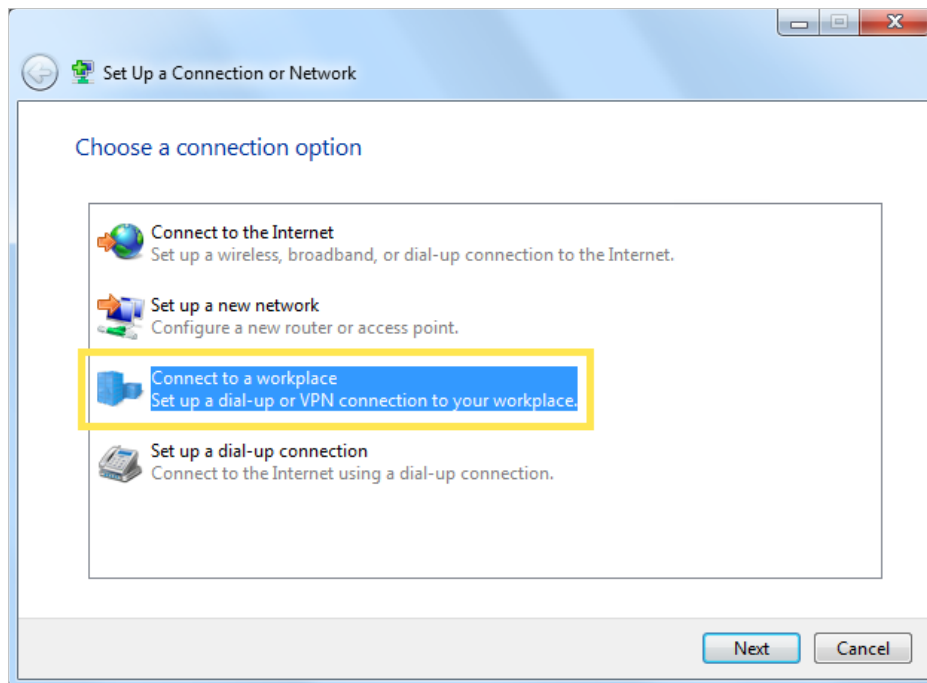 Set Up a Connection or Network
Choose a connection option
Connect to the Internet
Set up a wireless, broadband, or dial-up connection to the Internet.
Set up a new network
Configure a new router or access point.
Connect to a workplace
Set up a dial-up or VPN connection to your workplace.
Set up a dial-up connection
Connect to the Internet using a dial-up connection.
Next Cancel